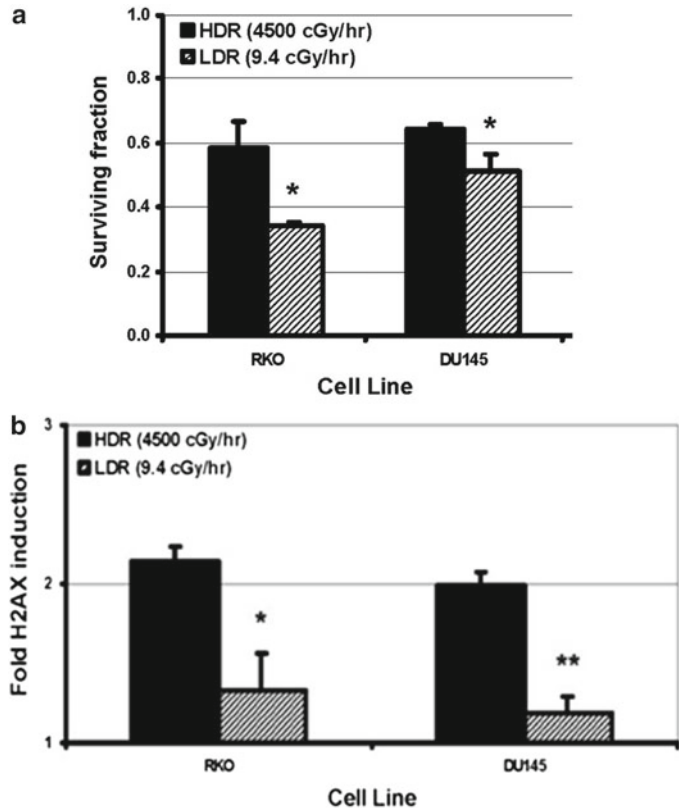 a
HDR (4500 cGy/hr)
LDR (9.4 cGy/hr)
1.0
0.8
0.6
0.4
0.2
0.0
Surviving fraction
*
*
RKO
DU145
Cell Line
b
HDR (4500 cGy/hr)
LDR (9.4 cGy/hr)
3
2
1
Fold H2AX induction
*
**
RKO
DU145
Cell Line